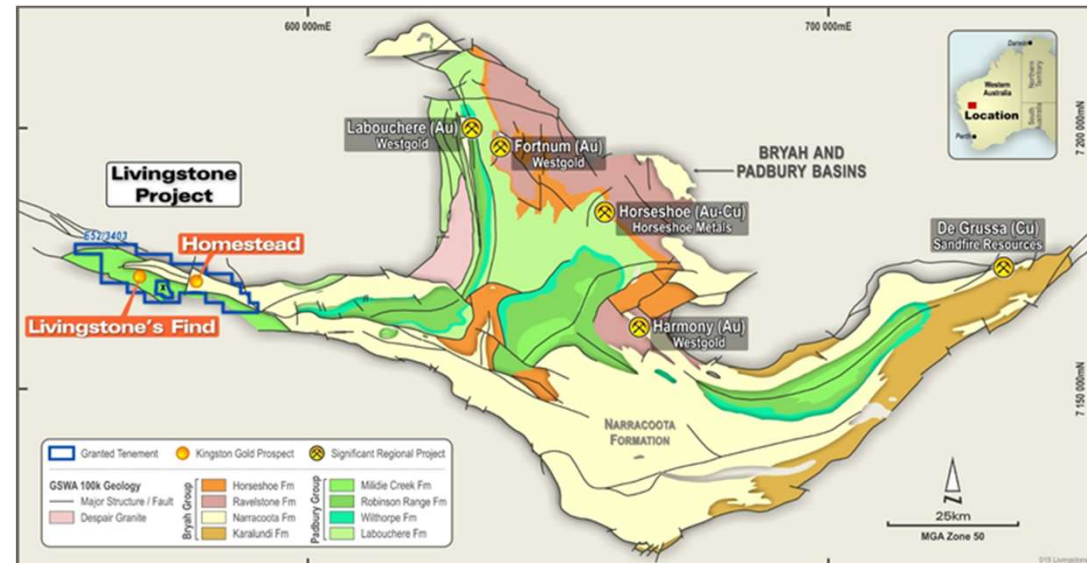 600 000mE
700 000mE
7 200 000mN
7 150 000mN
Darwin
Western
Australia
Northern
Territory
South
Australia
Location
Perth
Labouchere (Au)
Westgold
Fortnum (Au)
Westgold
BRYAH AND
PADBURY BASINS
Livingstone
Project
Horseshoe (Au-Cu)
Horseshoe Metals
De Grussa (Cu)
Sandfire Resources
E52/3403
Homestead
Livingstone's Find
Harmony (Au)
Westgold
NARRACOOTA
FORMATION
Granted Tenement
Kingston Gold Prospect
Significant Regional Project
GSWA 100k Geology
Major Structure / Fault
Despair Granite
Bryah Group
Horseshoe Fm
Ravelstone Fm
Narracoota Fm
Karalundi Fm
Padbury Group
Milidie Creek Fm
Robinson Range Fm
Wilthorpe Fm
Labouchere Fm
N
25km
MGA Zone 50